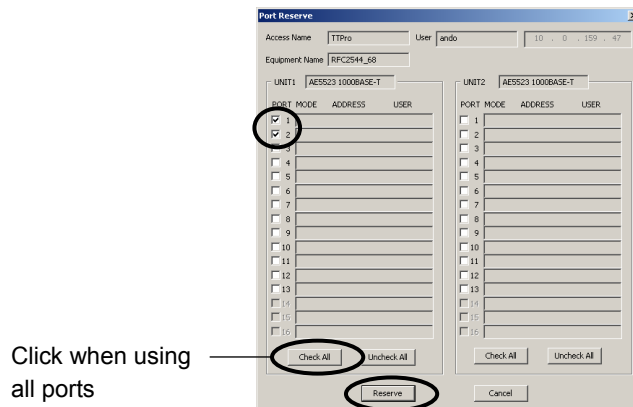 Port Reserve
Access Name TTPro User ando 10 . 0 . 159 . 47
Equipment Name RFC2544_68
UNIT1 AE5523 1000BASE-T
PORT MODE ADDRESS USER
1
2
3
4
5
6
7
8
9
10
11
12
13
14
15
16
Check All Uncheck All
UNIT2 AE5523 1000BASE-T
PORT MODE ADDRESS USER
1
2
3
4
5
6
7
8
9
10
11
12
13
14
15
16
Check All Uncheck All
Reserve Cancel
Click when using
all ports